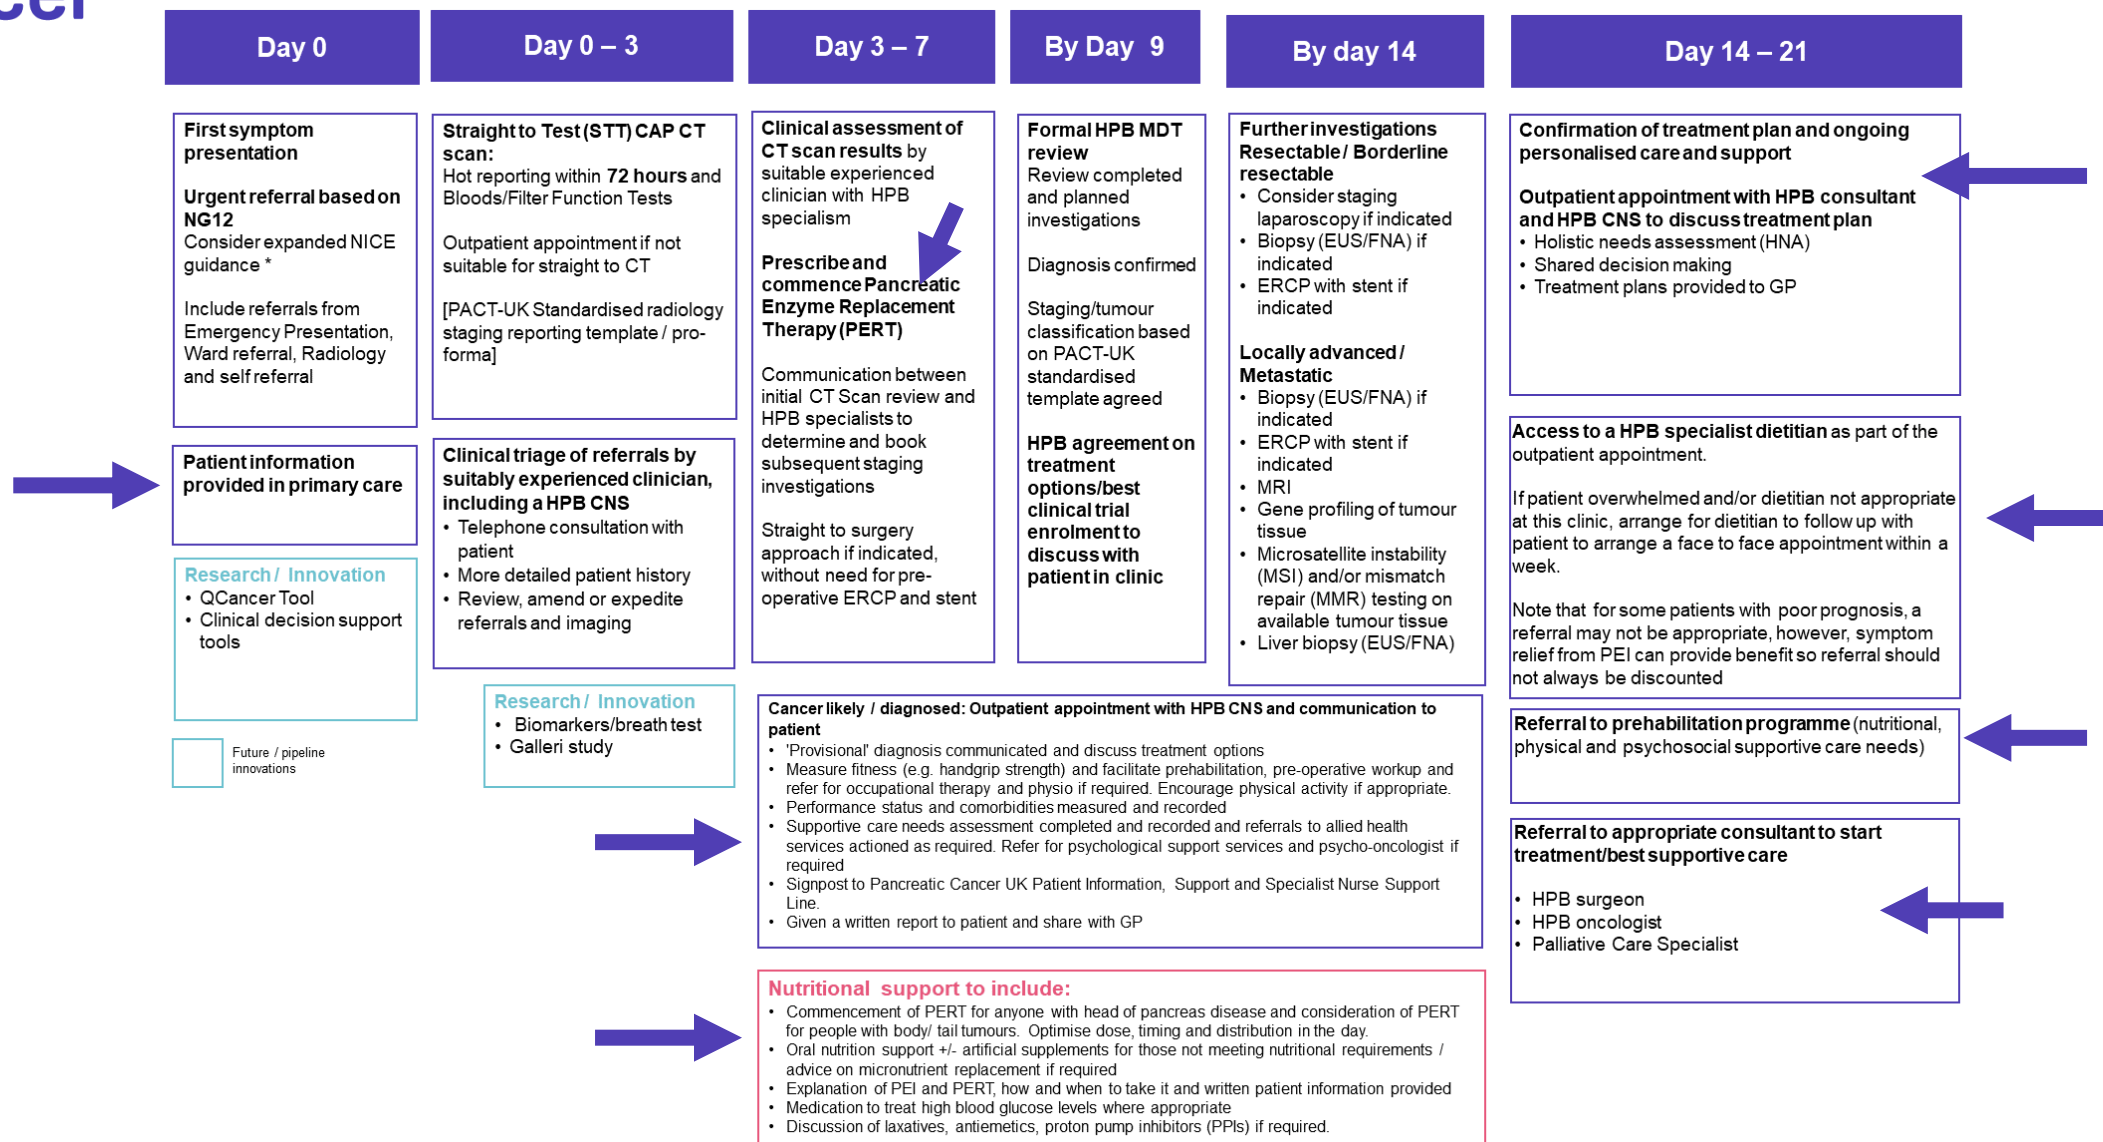 cer
Day 0
Day 0 – 3
Day 3 – 7
By Day 9
By day 14
Day 14 – 21
First symptom
presentation
Urgent referral based on
NG12
Consider expanded NICE
guidance *
Include referrals from
Emergency Presentation,
Ward referral, Radiology
and self referral
Patient information
provided in primary care
Research / Innovation
• QCancer Tool
• Clinical decision support
tools
Future / pipeline
innovations
Straight to Test (STT) CAP CT
scan:
Hot reporting within 72 hours and
Bloods/Filter Function Tests
Outpatient appointment if not
suitable for straight to CT
[PACT-UK Standardised radiology
staging reporting template / pro-
forma]
Clinical triage of referrals by
suitably experienced clinician,
including a HPB CNS
• Telephone consultation with
patient
• More detailed patient history
• Review, amend or expedite
referrals and imaging
Research / Innovation
• Biomarkers/breath test
• Galleri study
Clinical assessment of
CT scan results by
suitable experienced
clinician with HPB
specialism
Prescribe and
commence Pancreatic
Enzyme Replacement
Therapy (PERT)
Communication between
initial CT Scan review and
HPB specialists to
determine and book
subsequent staging
investigations
Straight to surgery
approach if indicated,
without need for pre-
operative ERCP and stent
Formal HPB MDT
review
Review completed
and planned
investigations
Diagnosis confirmed
Staging/tumour
classification based
on PACT-UK
standardised
template agreed
HPB agreement on
treatment
options/best
clinical trial
enrolment to
discuss with
patient in clinic
Further investigations
Resectable / Borderline
resectable
• Consider staging
laparoscopy if indicated
• Biopsy (EUS/FNA) if
indicated
• ERCP with stent if
indicated
Locally advanced /
Metastatic
• Biopsy (EUS/FNA) if
indicated
• ERCP with stent if
indicated
• MRI
• Gene profiling of tumour
tissue
• Microsatellite instability
(MSI) and/or mismatch
repair (MMR) testing on
available tumour tissue
• Liver biopsy (EUS/FNA)
Cancer likely / diagnosed: Outpatient appointment with HPB CNS and communication to
patient
• 'Provisional' diagnosis communicated and discuss treatment options
• Measure fitness (e.g. handgrip strength) and facilitate prehabilitation, pre-operative workup and
refer for occupational therapy and physio if required. Encourage physical activity if appropriate.
• Performance status and comorbidities measured and recorded
• Supportive care needs assessment completed and recorded and referrals to allied health
services actioned as required. Refer for psychological support services and psycho-oncologist if
required
• Signpost to Pancreatic Cancer UK Patient Information, Support and Specialist Nurse Support
Line.
• Given a written report to patient and share with GP
Nutritional support to include:
• Commencement of PERT for anyone with head of pancreas disease and consideration of PERT
for people with body/ tail tumours. Optimise dose, timing and distribution in the day.
• Oral nutrition support +/- artificial supplements for those not meeting nutritional requirements /
advice on micronutrient replacement if required
• Explanation of PEI and PERT, how and when to take it and written patient information provided
• Medication to treat high blood glucose levels where appropriate
• Discussion of laxatives, antiemetics, proton pump inhibitors (PPIs) if required.
Confirmation of treatment plan and ongoing
personalised care and support
Outpatient appointment with HPB consultant
and HPB CNS to discuss treatment plan
• Holistic needs assessment (HNA)
• Shared decision making
• Treatment plans provided to GP
Access to a HPB specialist dietitian as part of the
outpatient appointment.
If patient overwhelmed and/or dietitian not appropriate
at this clinic, arrange for dietitian to follow up with
patient to arrange a face to face appointment within a
week.
Note that for some patients with poor prognosis, a
referral may not be appropriate, however, symptom
relief from PEI can provide benefit so referral should
not always be discounted
Referral to prehabilitation programme (nutritional,
physical and psychosocial supportive care needs)
Referral to appropriate consultant to start
treatment/best supportive care
• HPB surgeon
• HPB oncologist
• Palliative Care Specialist